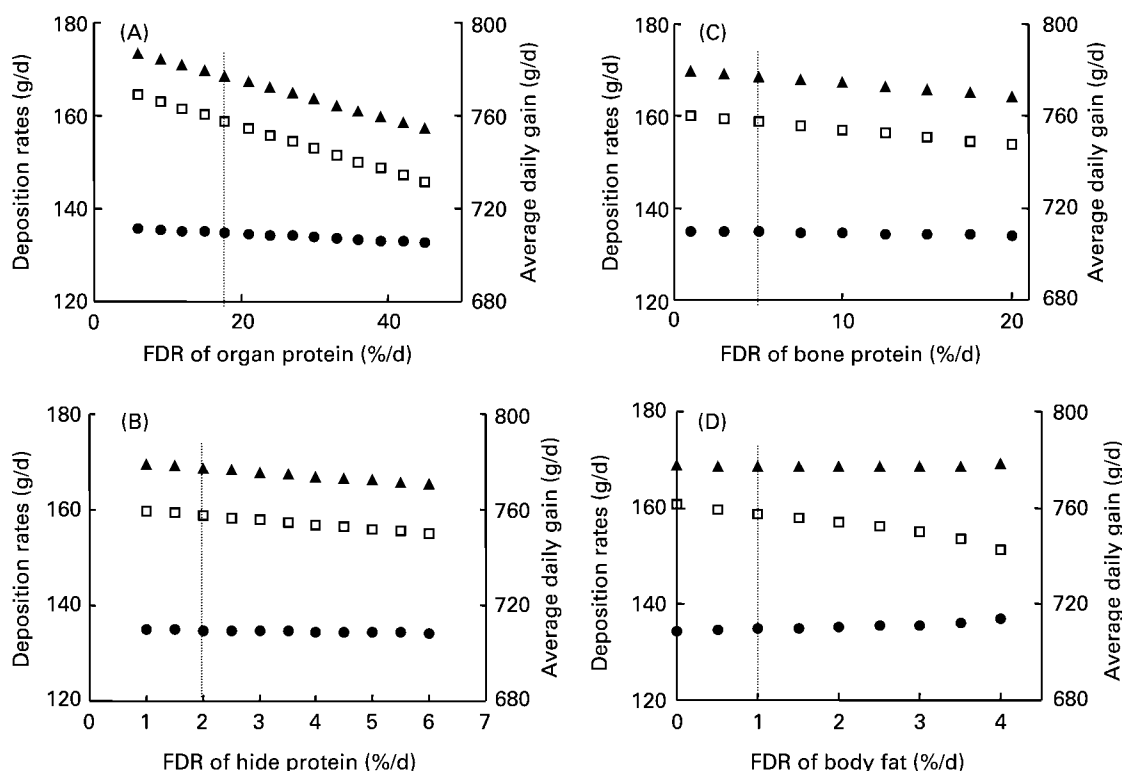 (A)
180
160
140
120
800
760
720
680
0
20
40
Deposition rates (g/d)
Average daily gain (g/d)
FDR of organ protein (%/d)
(C)
180
160
140
120
800
760
720
680
0
10
20
Deposition rates (g/d)
Average daily gain (g/d)
FDR of bone protein (%/d)
(B)
180
160
140
120
800
760
720
680
0 1 2 3 4 5 6 7
Deposition rates (g/d)
Average daily gain (g/d)
FDR of hide protein (%/d)
(D)
180
160
140
120
800
760
720
680
0 1 2 3 4
Deposition rates (g/d)
Average daily gain (g/d)
FDR of body fat (%/d)